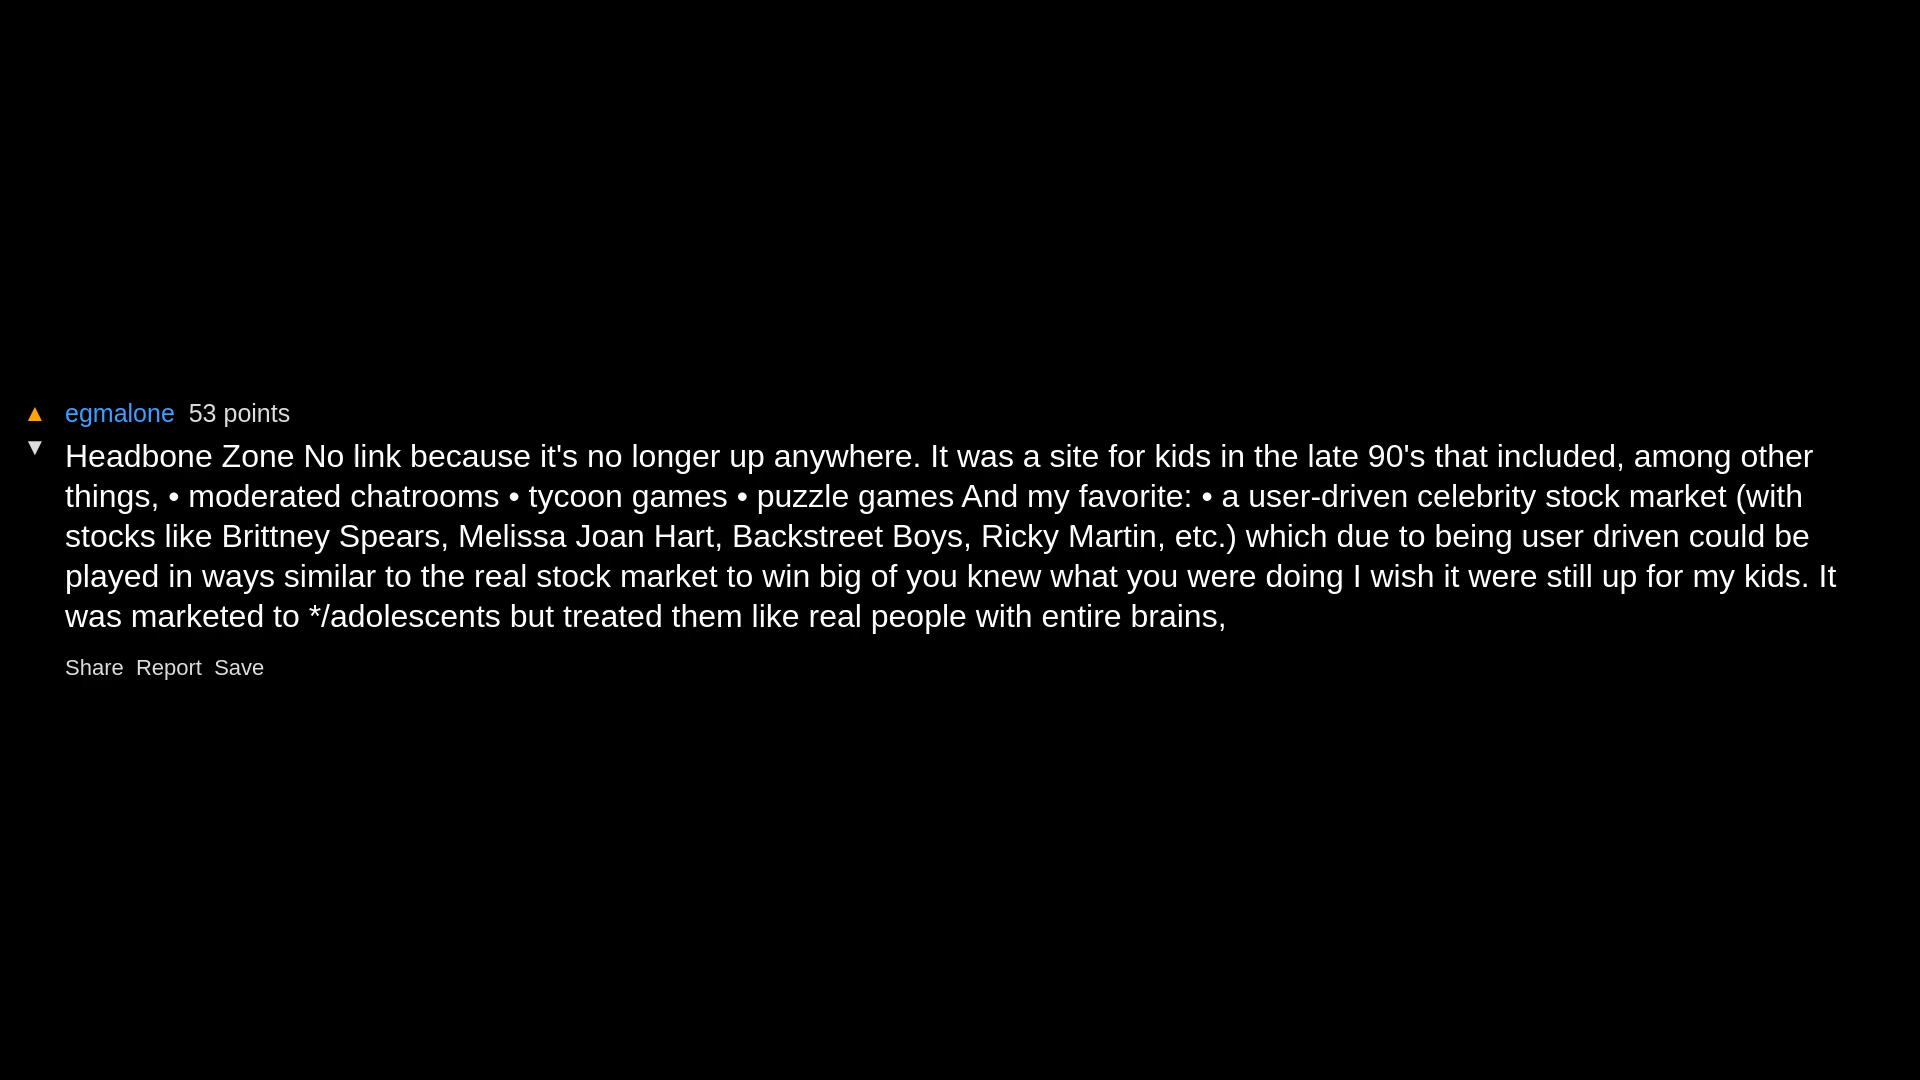 ▲ egmalone 53 points
▼
Headbone Zone No link because it's no longer up anywhere. It was a site for kids in the late 90's that included, among other
things, • moderated chatrooms • tycoon games • puzzle games And my favorite: • a user-driven celebrity stock market (with
stocks like Brittney Spears, Melissa Joan Hart, Backstreet Boys, Ricky Martin, etc.) which due to being user driven could be
played in ways similar to the real stock market to win big of you knew what you were doing I wish it were still up for my kids. It
was marketed to */adolescents but treated them like real people with entire brains,
Share Report Save